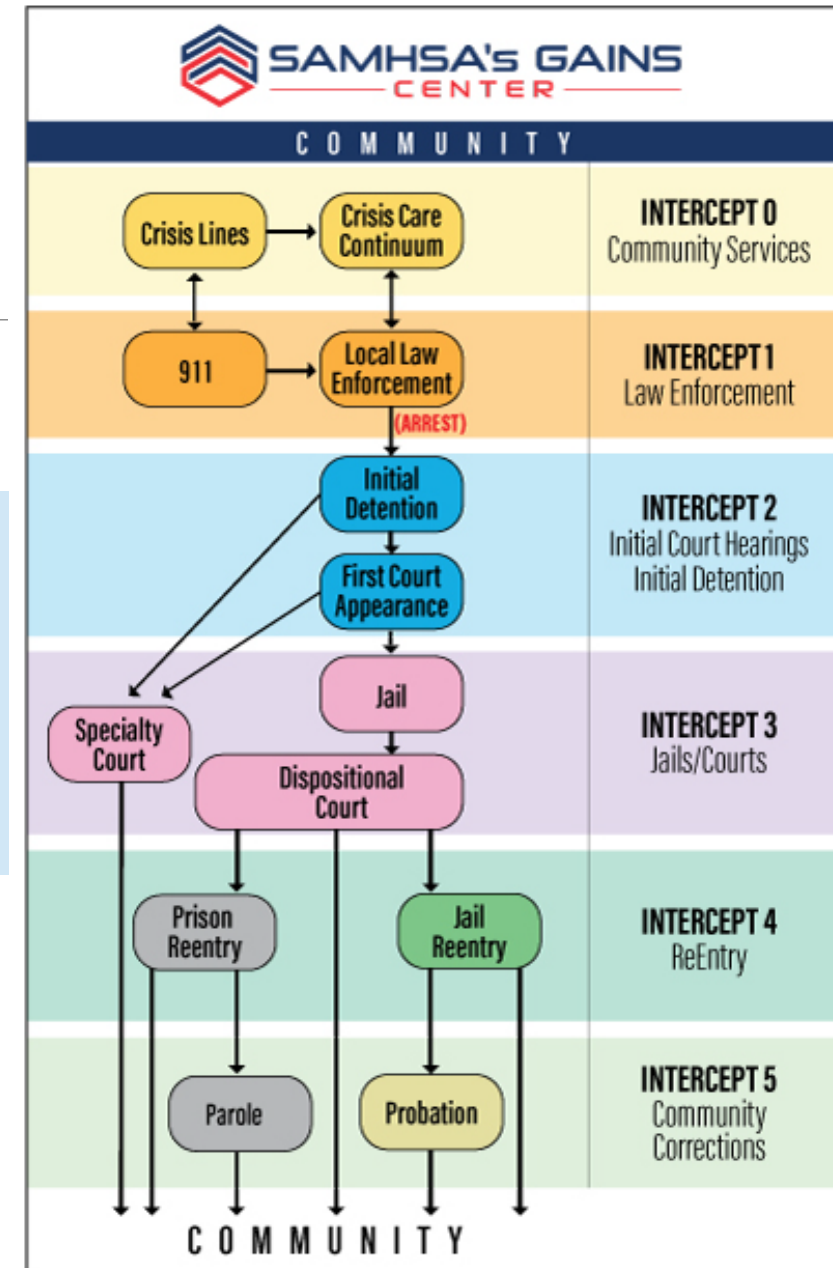 SAMHSA's GAINS
CENTER
COMMUNITY
Crisis Lines
Crisis Care
Continuum
INTERCEPT 0
Community Services
911
Local Law
Enforcement
(ARREST)
INTERCEPT 1
Law Enforcement
Initial
Detention
First Court
Appearance
INTERCEPT 2
Initial Court Hearings
Initial Detention
Jail
Specialty
Court
Dispositional
Court
INTERCEPT 3
Jails/Courts
Prison
Reentry
Jail
Reentry
INTERCEPT 4
ReEntry
Parole
Probation
INTERCEPT 5
Community
Corrections
COMMUNITY